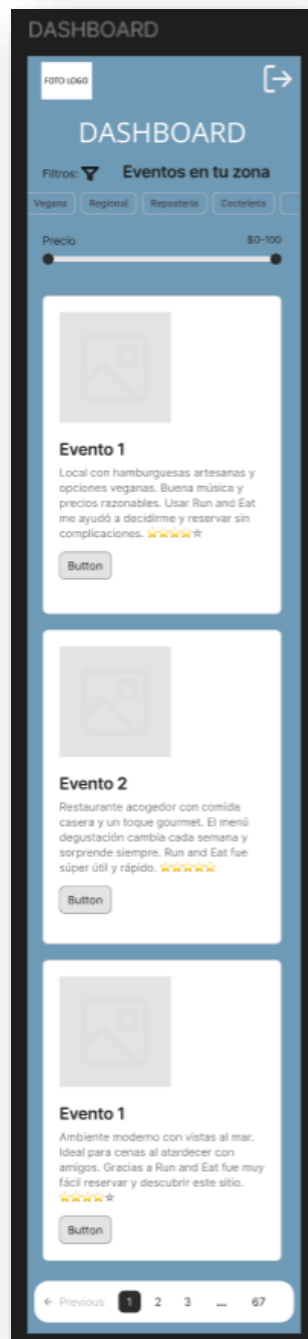 DASHBOARD
FOTO LOGO
DASHBOARD
Filtros: Eventos en tu zona
Vegana Regional Repostería Coctelería
Precio $0-100
Evento 1
Local con hamburguesas artesanas y
opciones veganas. Buena música y
precios razonables. Usar Run and Eat
me ayudó a decidirme y reservar sin
complicaciones. ⭐⭐⭐⭐☆
Button
Evento 2
Restaurante acogedor con comida
casera y un toque gourmet. El menú
degustación cambia cada semana y
sorprende siempre. Run and Eat fue
súper útil y rápido. ⭐⭐⭐⭐⭐
Button
Evento 1
Ambiente moderno con vistas al mar.
Ideal para cenas al atardecer con
amigos. Gracias a Run and Eat fue muy
fácil reservar y descubrir este sitio.
⭐⭐⭐⭐☆
Button
← Previous 1 2 3 ... 67